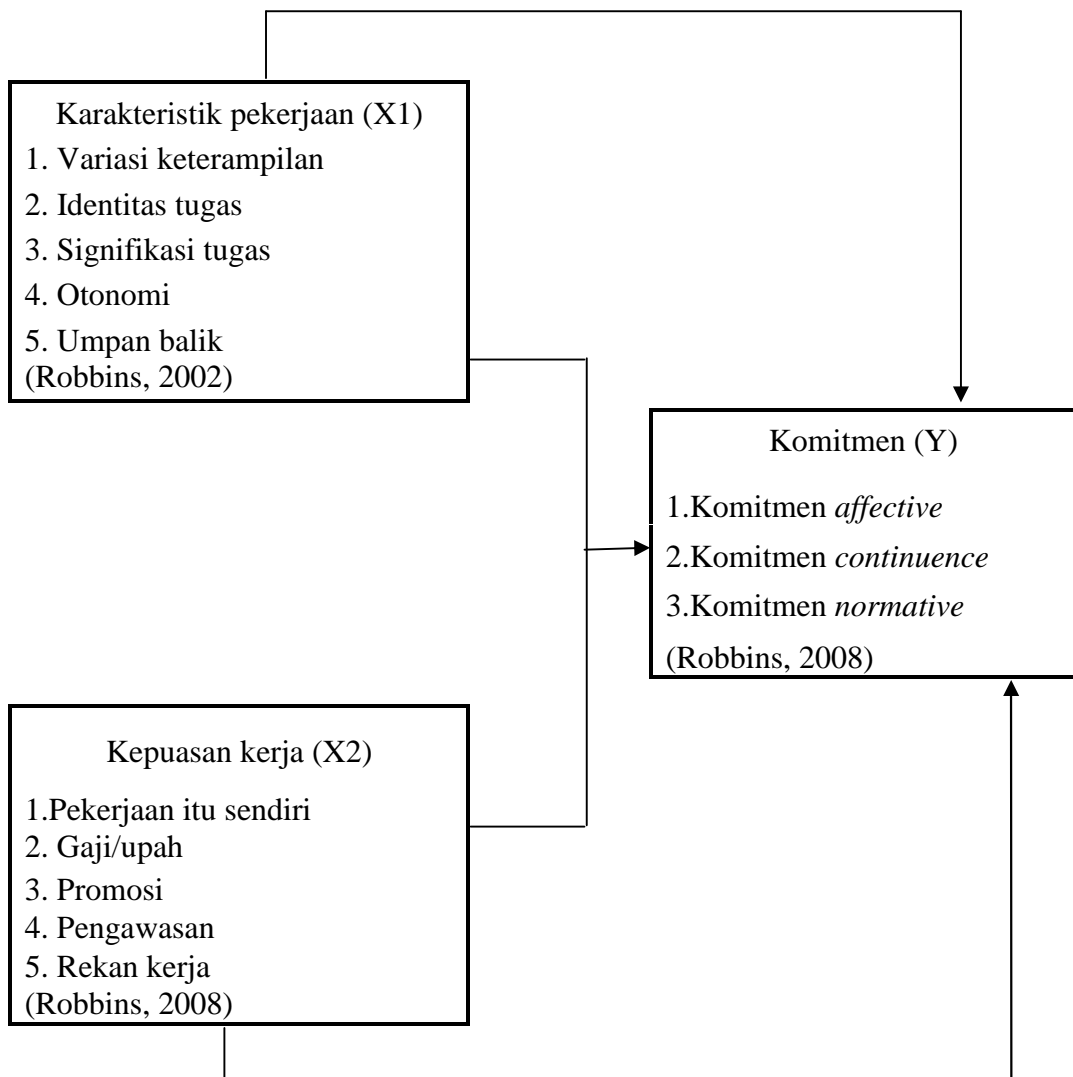 Karakteristik pekerjaan (X1)
1. Variasi keterampilan
2. Identitas tugas
3. Signifikasi tugas
4. Otonomi
5. Umpan balik
(Robbins, 2002)
Komitmen (Y)
1.Komitmen affective
2.Komitmen continuence
3.Komitmen normative
(Robbins, 2008)
Kepuasan kerja (X2)
1.Pekerjaan itu sendiri
2. Gaji/upah
3. Promosi
4. Pengawasan
5. Rekan kerja
(Robbins, 2008)